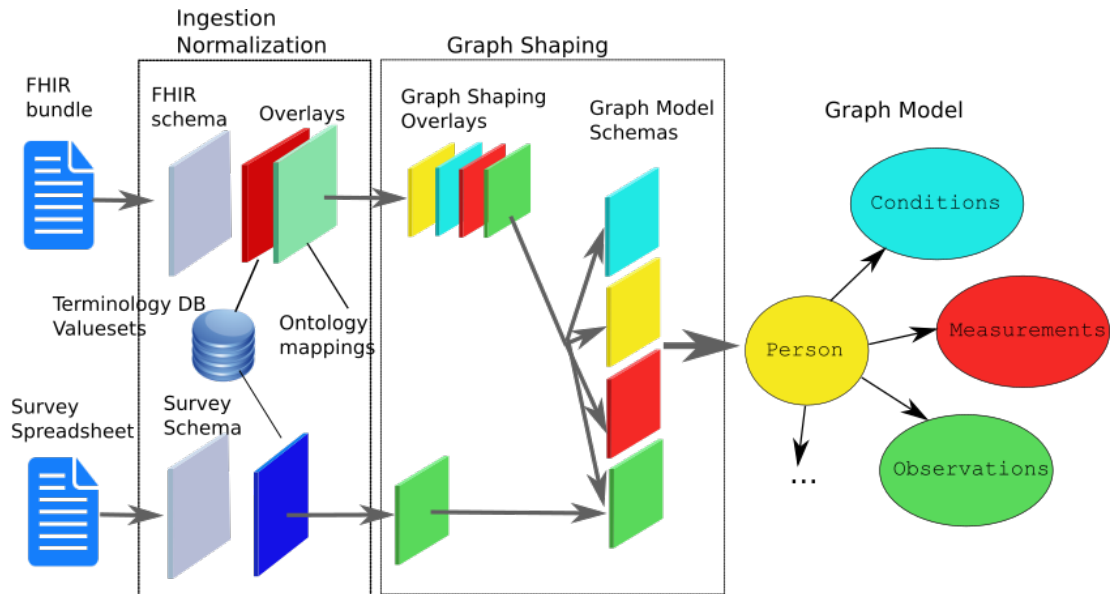 Ingestion
Normalization
Graph Shaping
FHIR
bundle
FHIR
schema
Overlays
Graph Shaping
Overlays
Graph Model
Schemas
Graph Model
Conditions
Terminology DB
Valuesets
Ontology
mappings
Person
Measurements
Survey
Spreadsheet
Survey
Schema
Observations
...